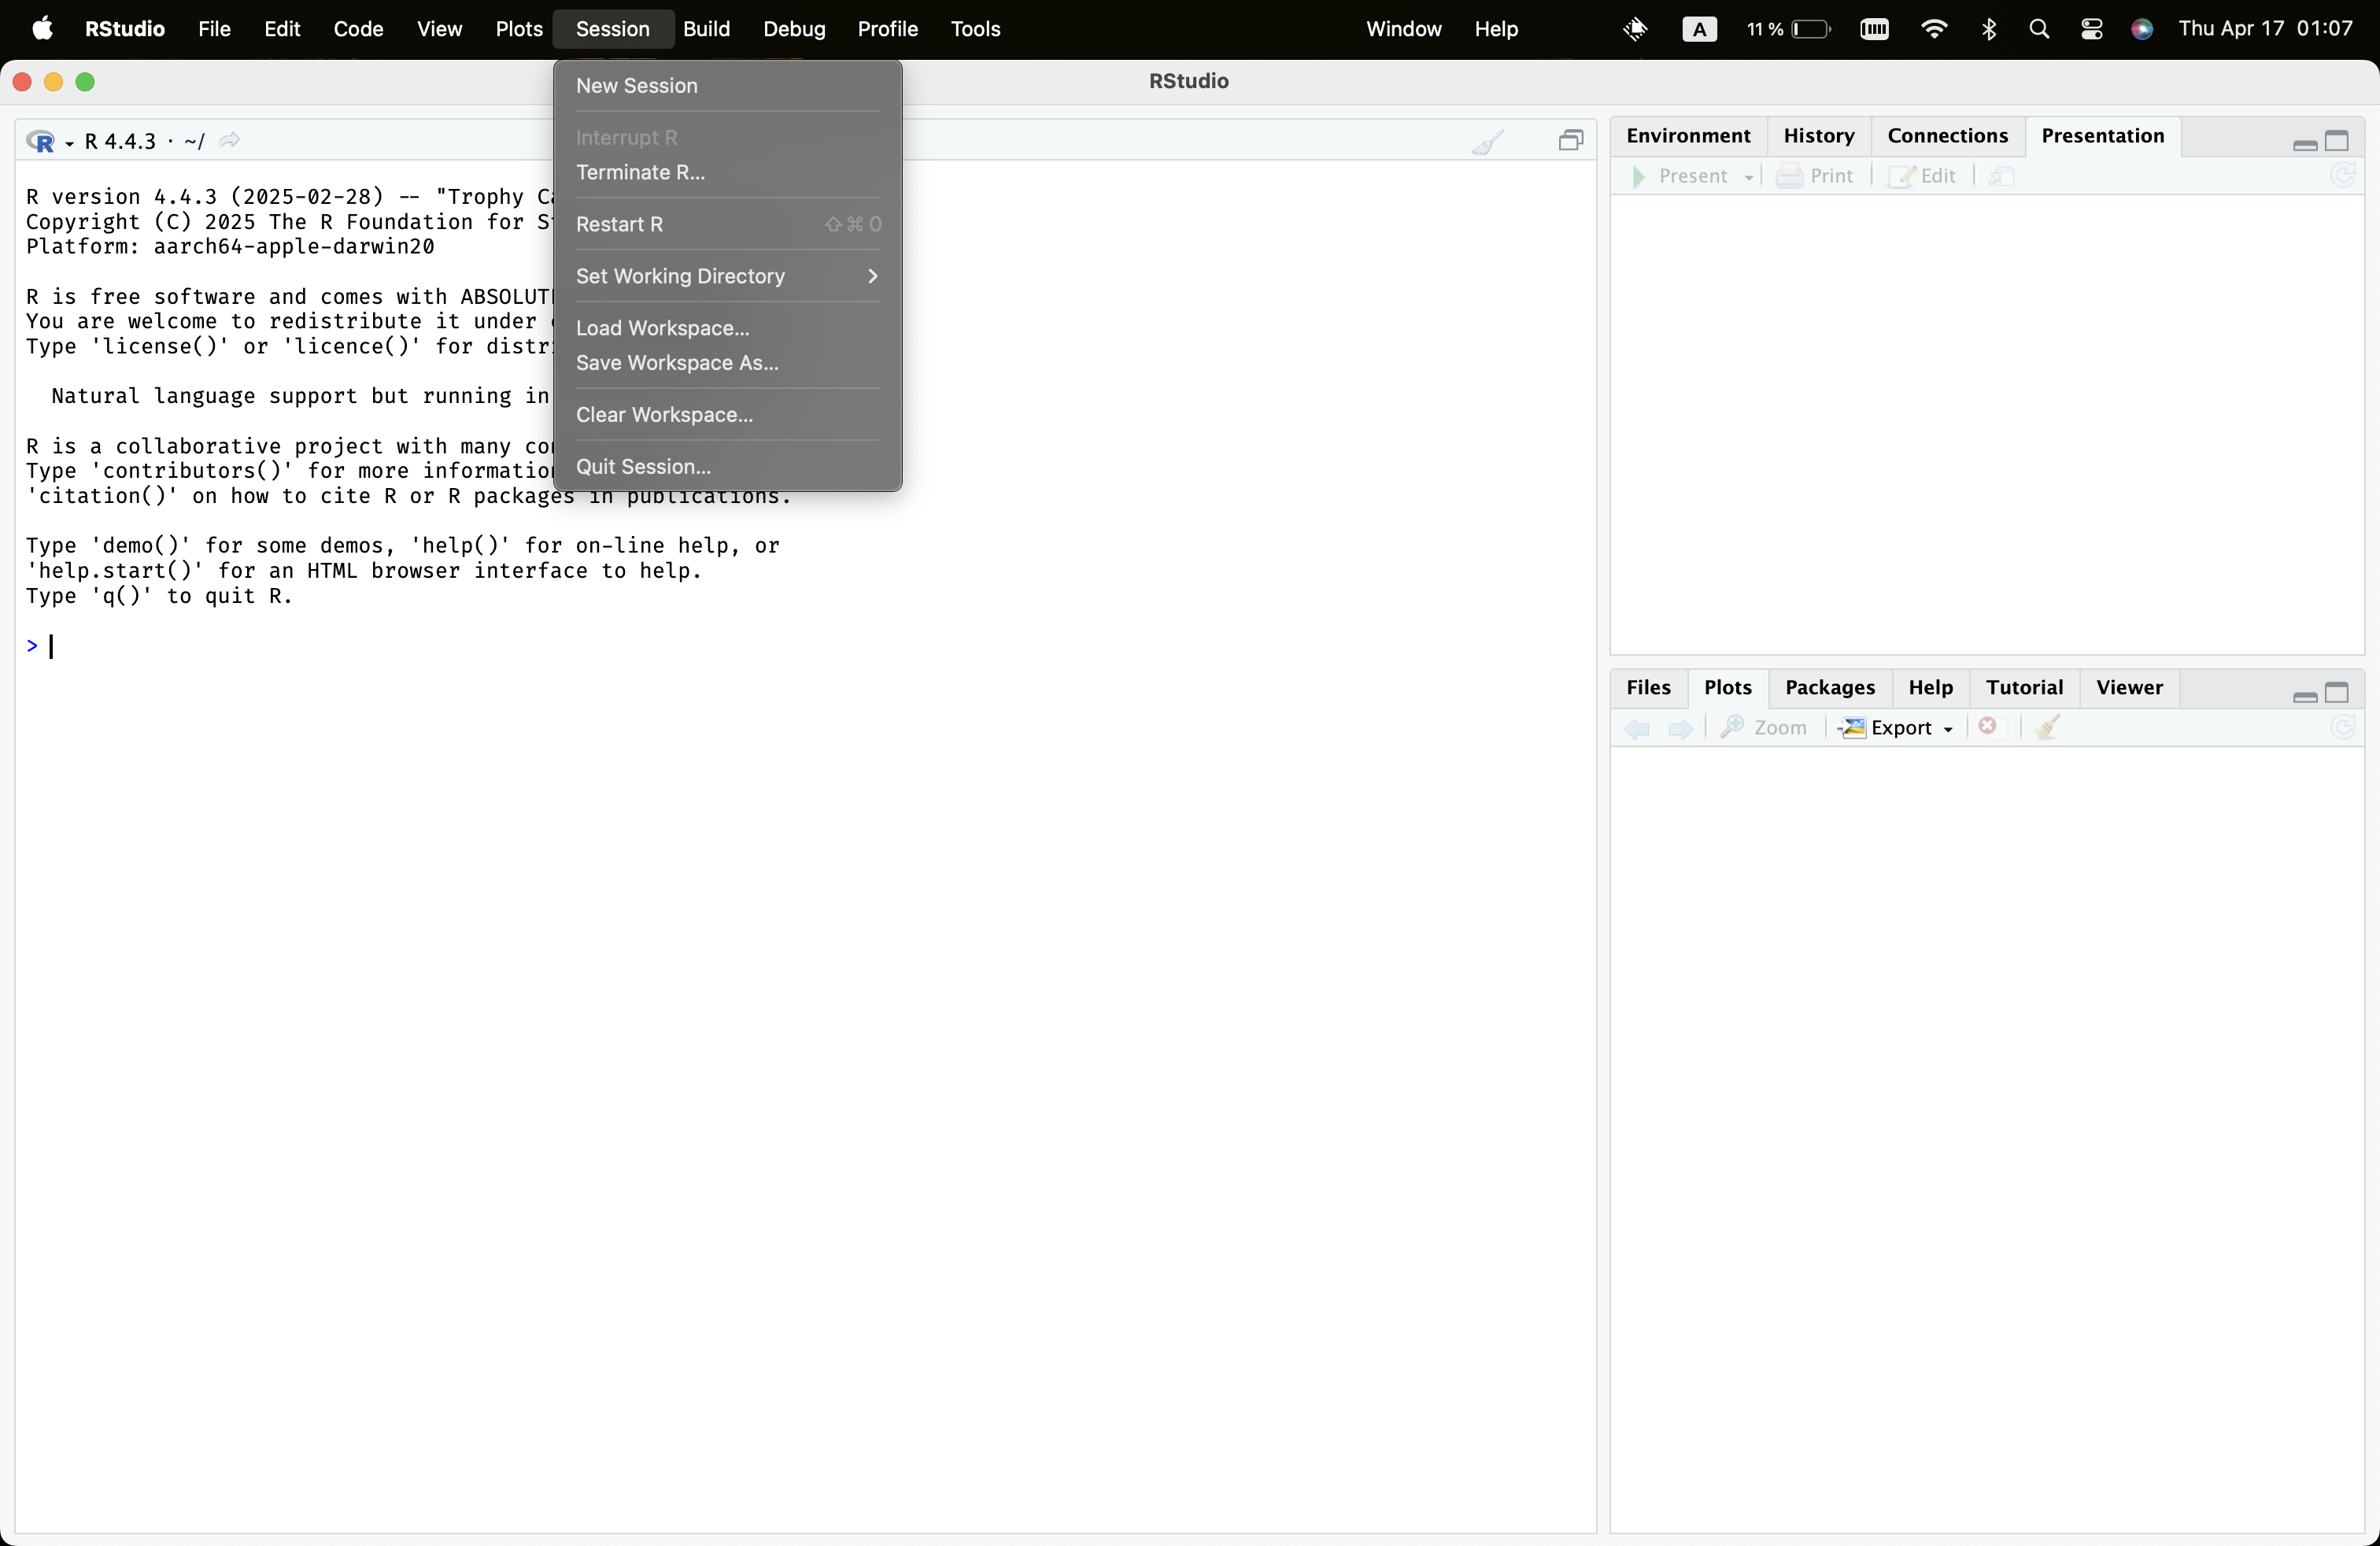 RStudio File Edit Code View Plots Session Build Debug Profile Tools Window Help A 11 % Thu Apr 17 01:07
RStudio
New Session
Interrupt R
Terminate R...
Restart R ⇧⌘0
Set Working Directory
Load Workspace...
Save Workspace As...
Clear Workspace...
Quit Session...
R 4.4.3 · ~/
R version 4.4.3 (2025-02-28) -- "Trophy
Copyright (C) 2025 The R Foundation for
Platform: aarch64-apple-darwin20
R is free software and comes with
You are welcome to redistribute it under
Type 'license()' or 'licence()' for
Natural language support but running in
R is a collaborative project with many
Type 'contributors()' for more
'citation()' on how to cite R or R packages in publications.
Type 'demo()' for some demos, 'help()' for on-line help, or
'help.start()' for an HTML browser interface to help.
Type 'q()' to quit R.
>
Environment History Connections Presentation
Present Print Edit
Files Plots Packages Help Tutorial Viewer
Zoom Export